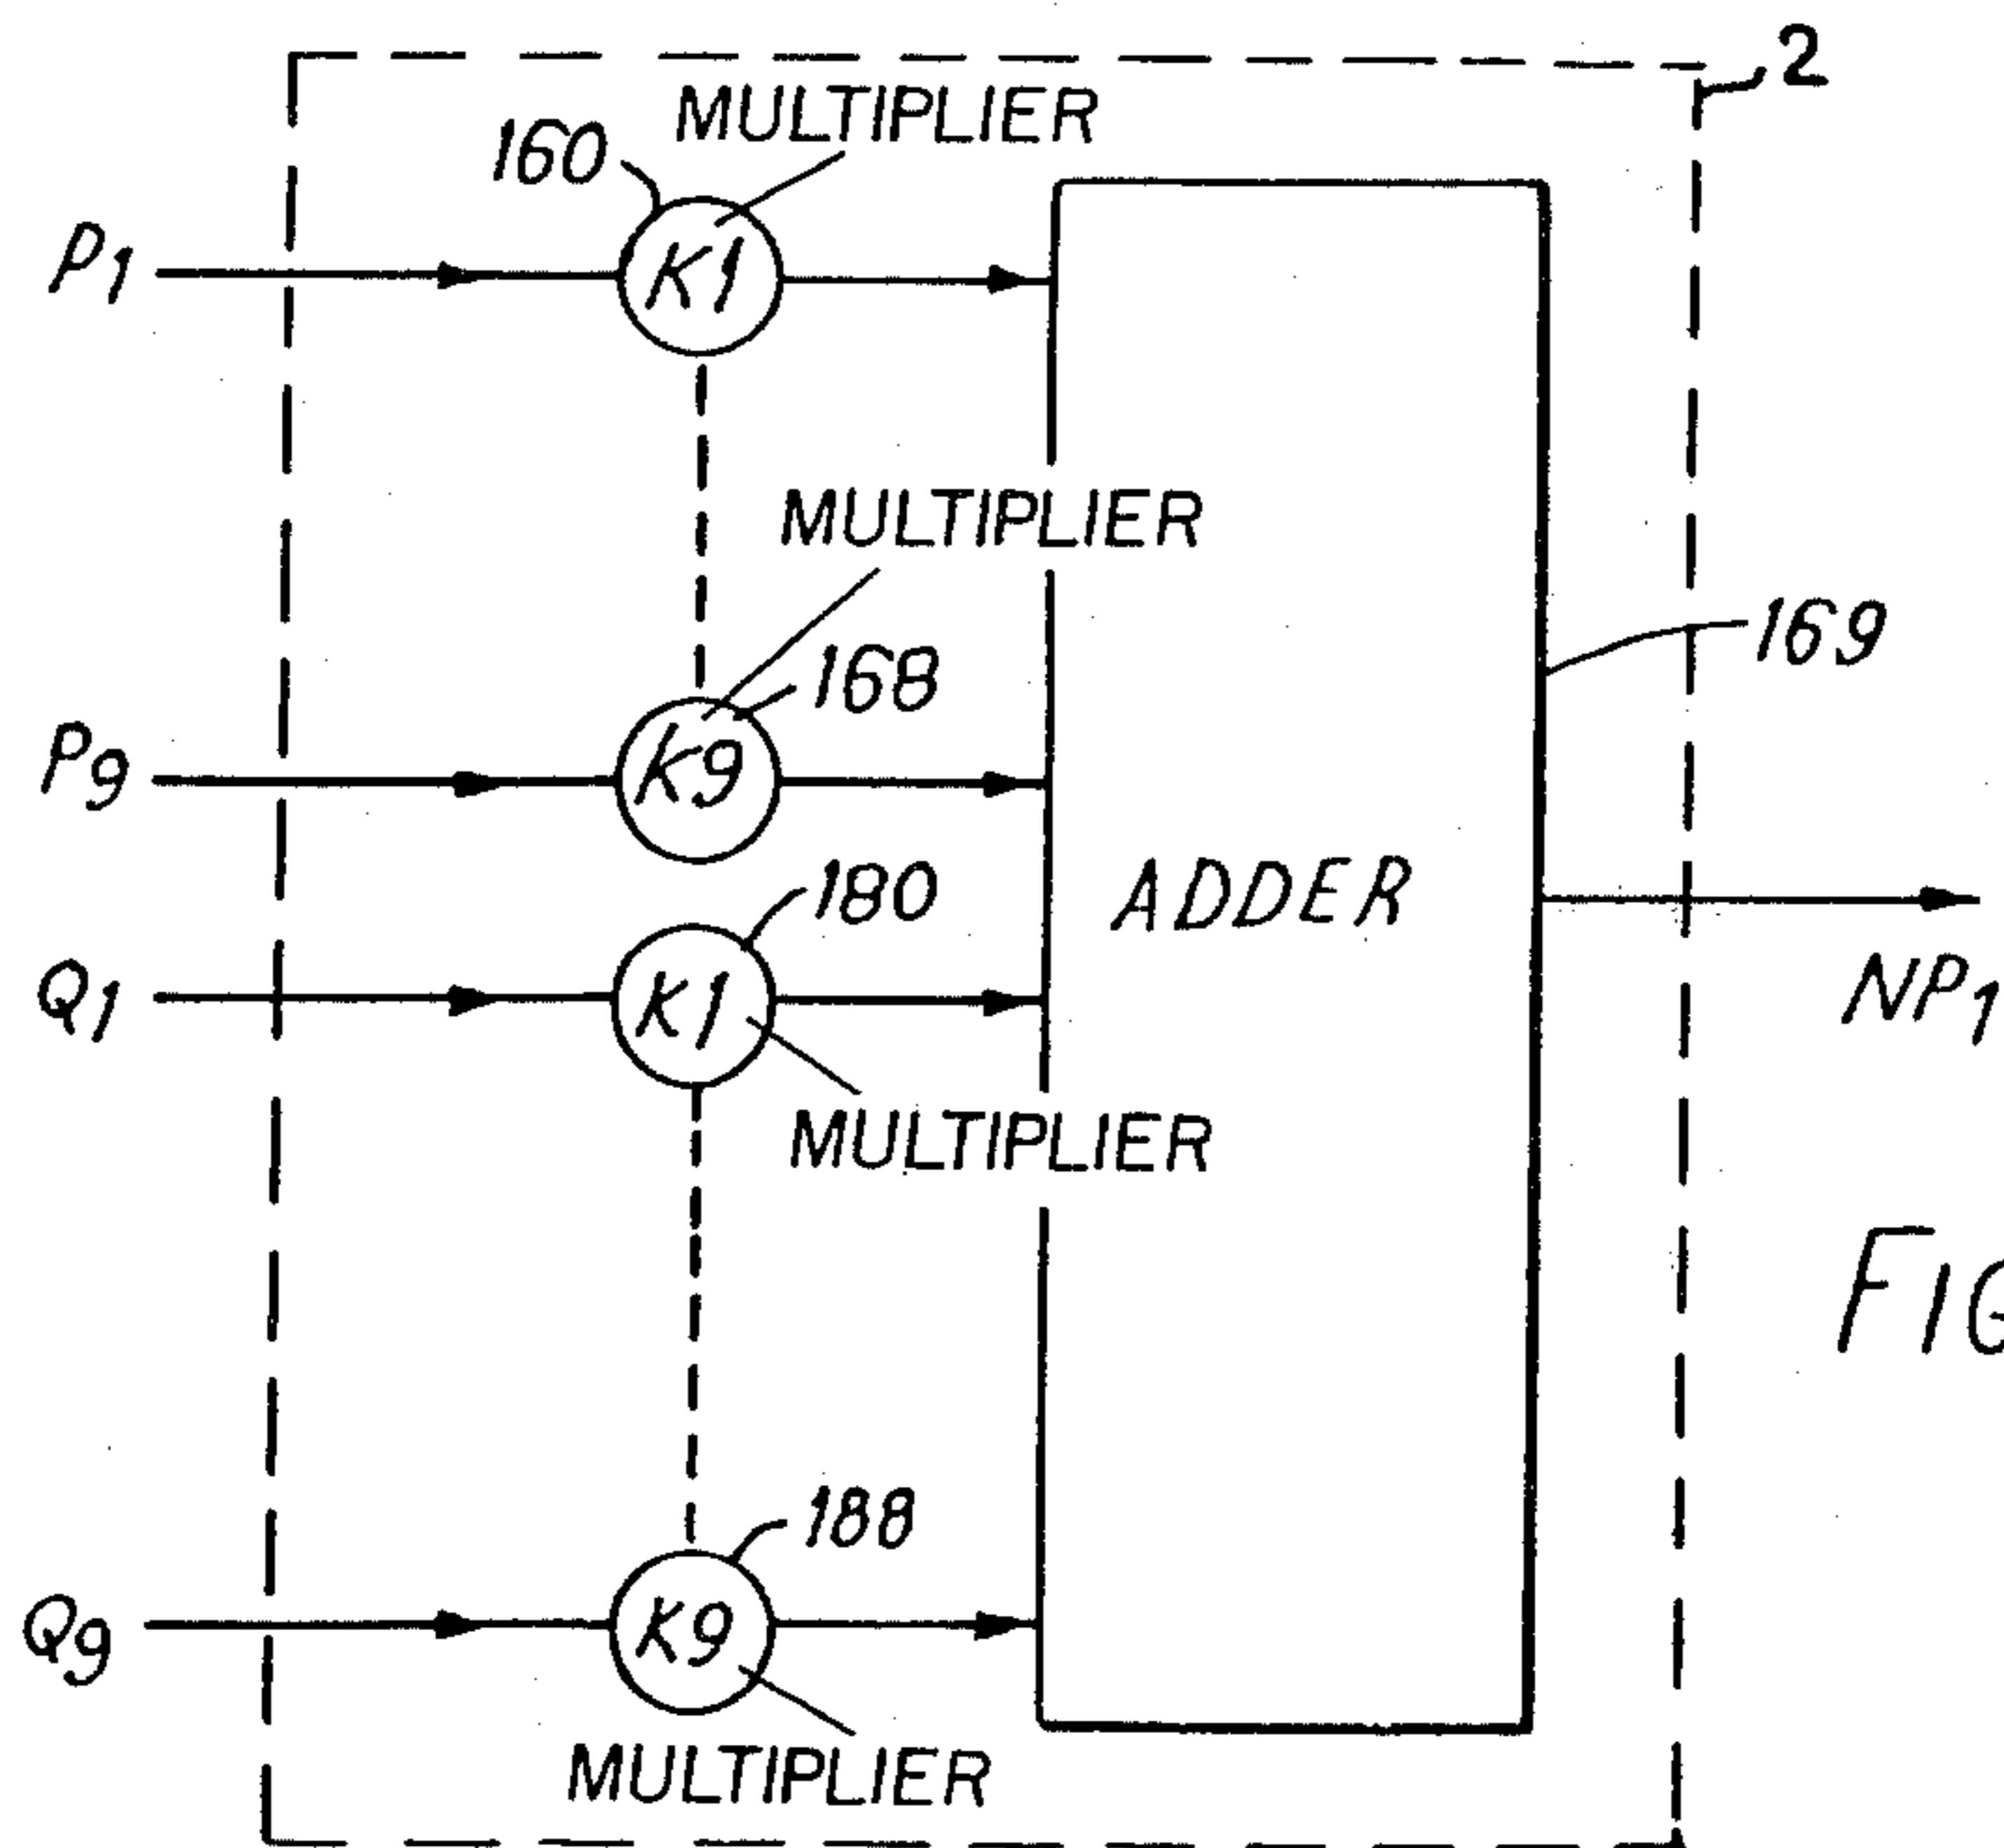 2
MULTIPLIER
160
P1
K1
MULTIPLIER
169
168
P9
K9
180
ADDER
Q1
K1
NP1
MULTIPLIER
FIG
188
Q9
K9
MULTIPLIER